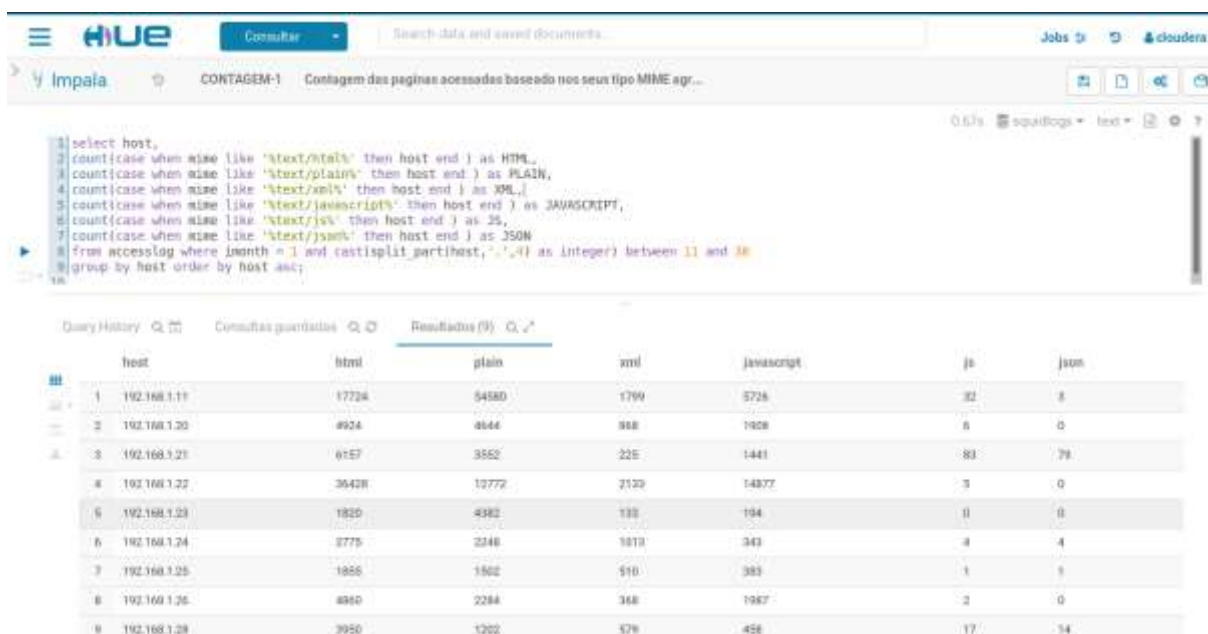 HUE Consultar Search data and saved documents... Jobs cloudera
Impala CONTAGEM-1 Contagem das paginas acessadas baseado nos seus tipo MIME agr...
0.67s squidlogs text ?
1 select host,
2 count(case when mime like '%text/html%' then host end ) as HTML,
3 count(case when mime like '%text/plain%' then host end ) as PLAIN,
4 count(case when mime like '%text/xml%' then host end ) as XML,
5 count(case when mime like '%text/javascript%' then host end ) as JAVASCRIPT,
6 count(case when mime like '%text/js%' then host end ) as JS,
7 count(case when mime like '%text/json%' then host end ) as JSON
8 from accesslog where imonth = 1 and cast(split_part(host,'.',4) as integer) between 11 and 30
9 group by host order by host asc;
10
Query History Consultas guardadas Resultados (9)
host html plain xml javascript js json
1 192.168.1.11 17724 54580 1799 5726 32 3
2 192.168.1.20 4924 4644 868 1908 6 0
3 192.168.1.21 6157 3552 225 1441 83 79
4 192.168.1.22 36428 12772 2133 14877 5 0
5 192.168.1.23 1820 4382 133 194 0 0
6 192.168.1.24 2775 2248 1013 343 4 4
7 192.168.1.25 1855 1502 510 383 1 1
8 192.168.1.26 4860 2284 368 1987 2 0
9 192.168.1.28 3950 1202 579 458 17 14